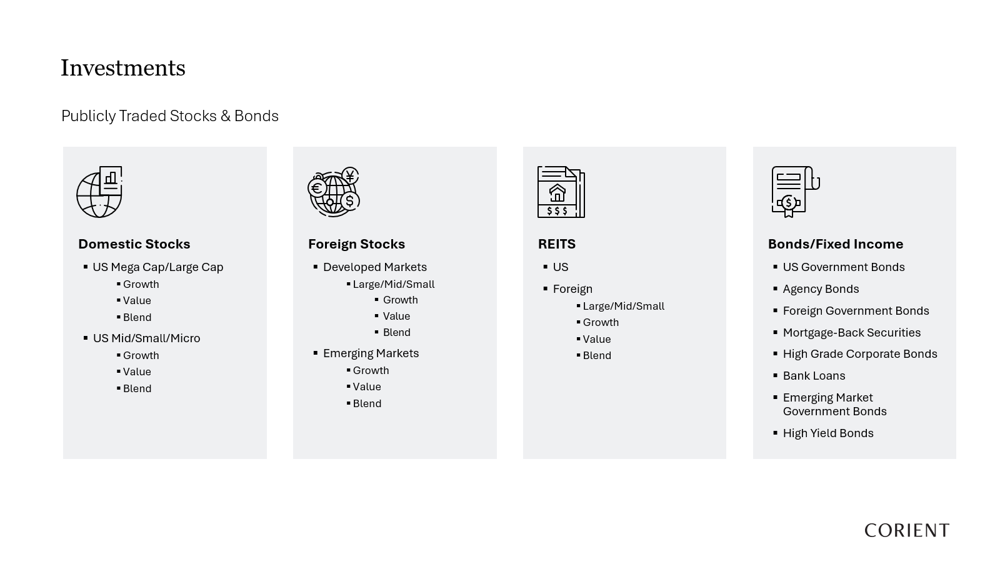 Investments
Publicly Traded Stocks & Bonds
Domestic Stocks
▪ US Mega Cap/Large Cap
▪ Growth
▪ Value
▪ Blend
▪ US Mid/Small/Micro
▪ Growth
▪ Value
▪ Blend
¥
€
$
Foreign Stocks
▪ Developed Markets
▪ Large/Mid/Small
▪ Growth
▪ Value
▪ Blend
▪ Emerging Markets
▪ Growth
▪ Value
▪ Blend
$ $ $
REITS
▪ US
▪ Foreign
▪ Large/Mid/Small
▪ Growth
▪ Value
▪ Blend
$
Bonds/Fixed Income
▪ US Government Bonds
▪ Agency Bonds
▪ Foreign Government Bonds
▪ Mortgage-Back Securities
▪ High Grade Corporate Bonds
▪ Bank Loans
▪ Emerging Market
Government Bonds
▪ High Yield Bonds
CORIENT